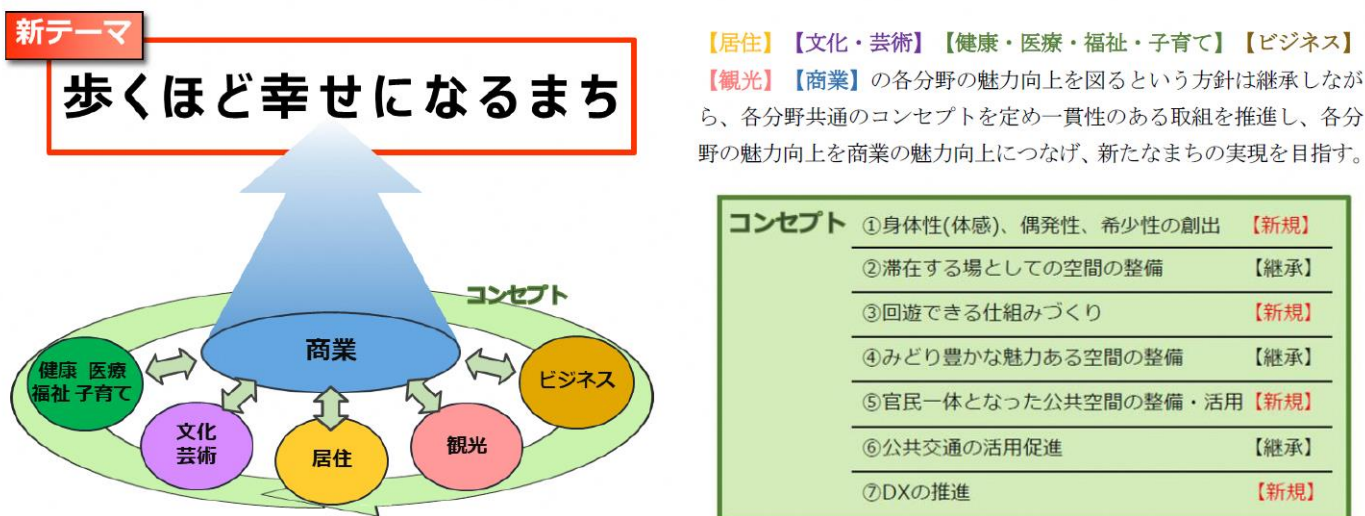 新テーマ
歩くほど幸せになるまち
コンセプト
商業
健康 医療
福祉 子育て
文化
芸術
居住
観光
ビジネス
【居住】【文化・芸術】【健康・医療・福祉・子育て】【ビジネス】
【観光】【商業】の各分野の魅力向上を図るという方針は継承しなが
ら、各分野共通のコンセプトを定め一貫性のある取組を推進し、各分
野の魅力向上を商業の魅力向上につなげ、新たなまちの実現を目指す。
コンセプト ①身体性(体感)、偶発性、希少性の創出 【新規】
②滞在する場としての空間の整備 【継承】
③回遊できる仕組みづくり 【新規】
④みどり豊かな魅力ある空間の整備 【継承】
⑤官民一体となった公共空間の整備・活用【新規】
⑥公共交通の活用促進 【継承】
⑦DXの推進 【新規】